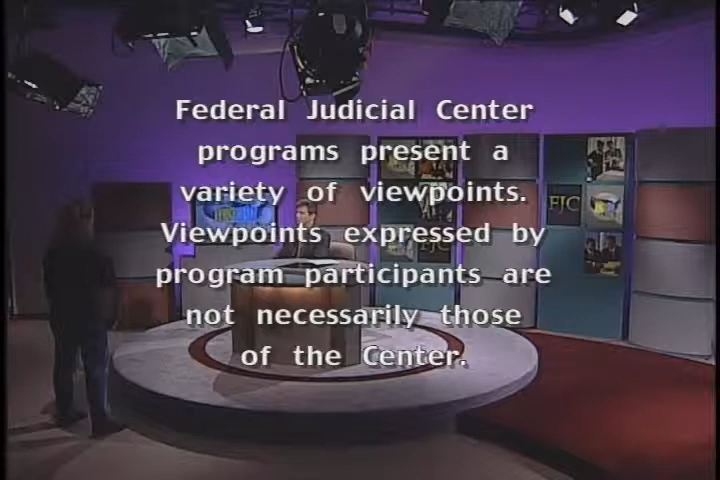 Federal Judicial Center
programs present a
variety of viewpoints.
Viewpoints expressed by
program participants are
not necessarily those
of the Center.
FJC
FJC